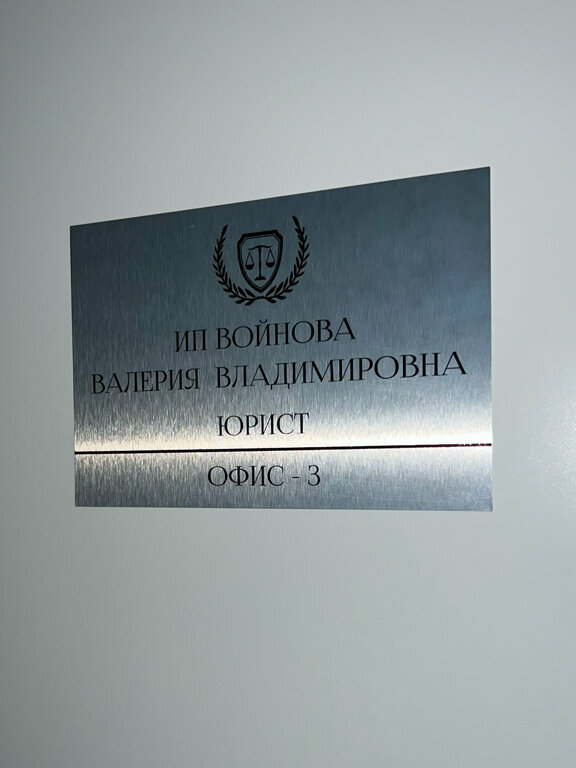 ИП ВОЙНОВА
ВАЛЕРИЯ ВЛАДИМИРОВНА
ЮРИСТ
ОФИС - 3